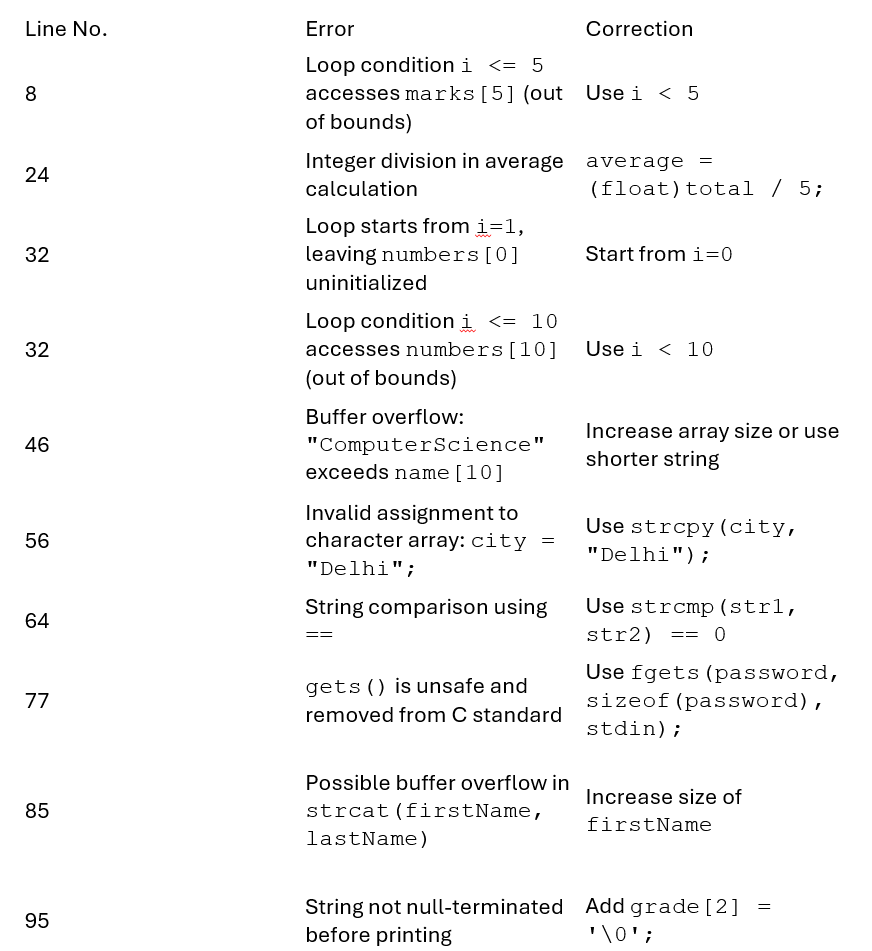 Line No. Error Correction
Loop condition i <= 5
8 accesses marks[5] (out Use i < 5
of bounds)
24 Integer division in average average =
calculation (float)total / 5;
Loop starts from i=1,
32 leaving numbers[0] Start from i=0
uninitialized
Loop condition i <= 10
32 accesses numbers[10] Use i < 10
(out of bounds)
Buffer overflow:
46 "ComputerScience" Increase array size or use
exceeds name[10] shorter string
Invalid assignment to
56 character array: city = Use strcpy(city,
"Delhi"; "Delhi");
64 String comparison using Use strcmp(str1,
== str2) == 0
77 gets() is unsafe and Use fgets(password,
removed from C standard sizeof(password),
stdin);
Possible buffer overflow in
85 strcat(firstName, Increase size of
lastName) firstName
95 String not null-terminated Add grade[2] =
before printing '\0';